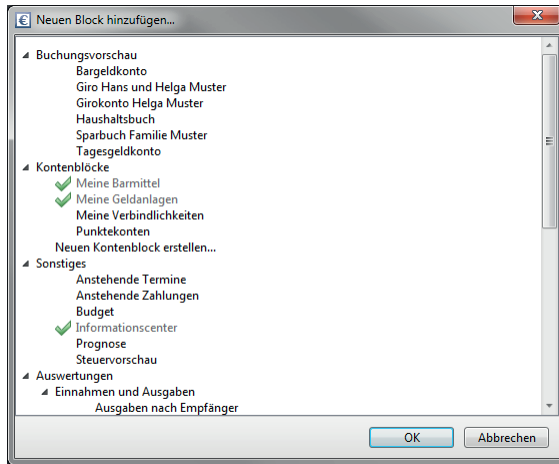 Neuen Block hinzufügen...
Buchungsvorschau
Bargeldkonto
Giro Hans und Helga Muster
Girokonto Helga Muster
Haushaltsbuch
Sparbuch Familie Muster
Tagesgeldkonto
Kontenblöcke
Meine Barmittel
Meine Geldanlagen
Meine Verbindlichkeiten
Punktekonten
Neuen Kontenblock erstellen...
Sonstiges
Anstehende Termine
Anstehende Zahlungen
Budget
Informationscenter
Prognose
Steuervorschau
Auswertungen
Einnahmen und Ausgaben
Ausgaben nach Empfänger
OK Abbrechen